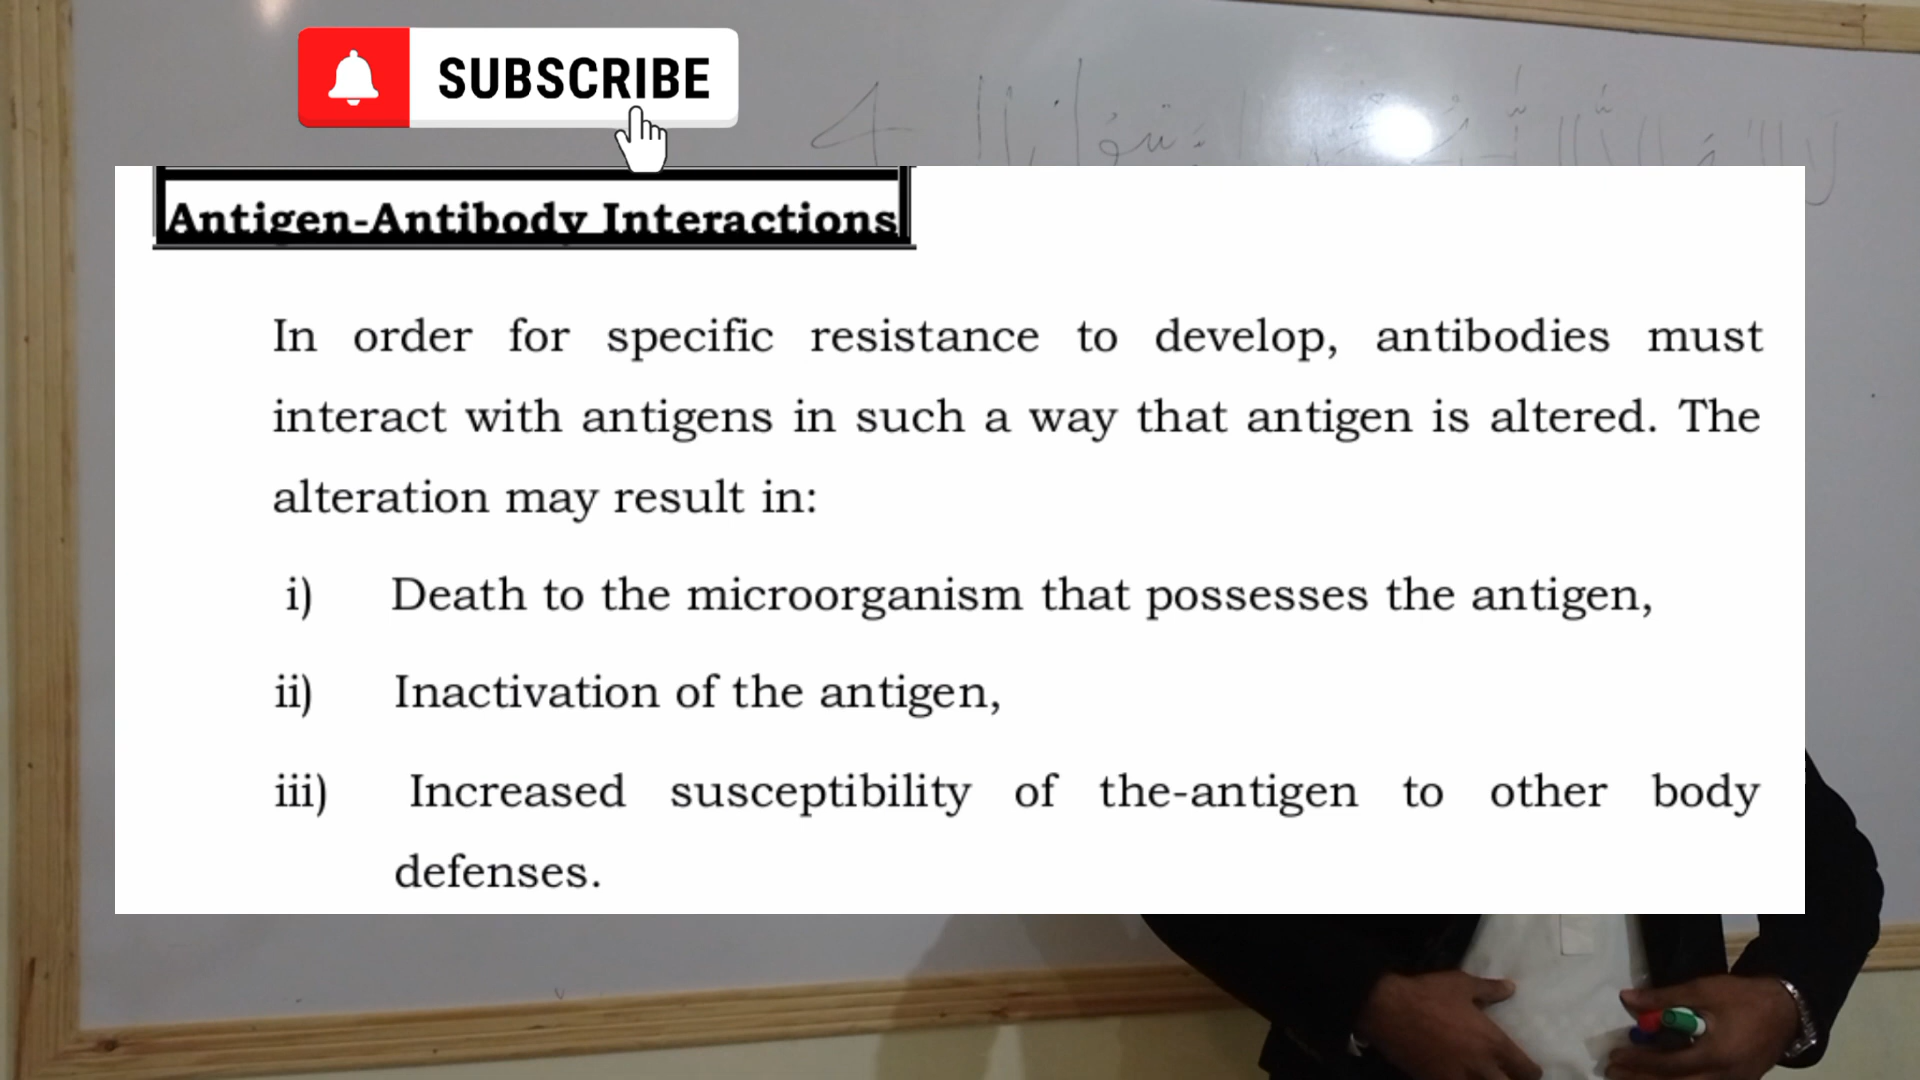 SUBSCRIBE
Antigen-Antibody Interactions
In order for specific resistance to develop, antibodies must
interact with antigens in such a way that antigen is altered. The
alteration may result in:
i) Death to the microorganism that possesses the antigen,
ii) Inactivation of the antigen,
iii) Increased susceptibility of the-antigen to other body
defenses.